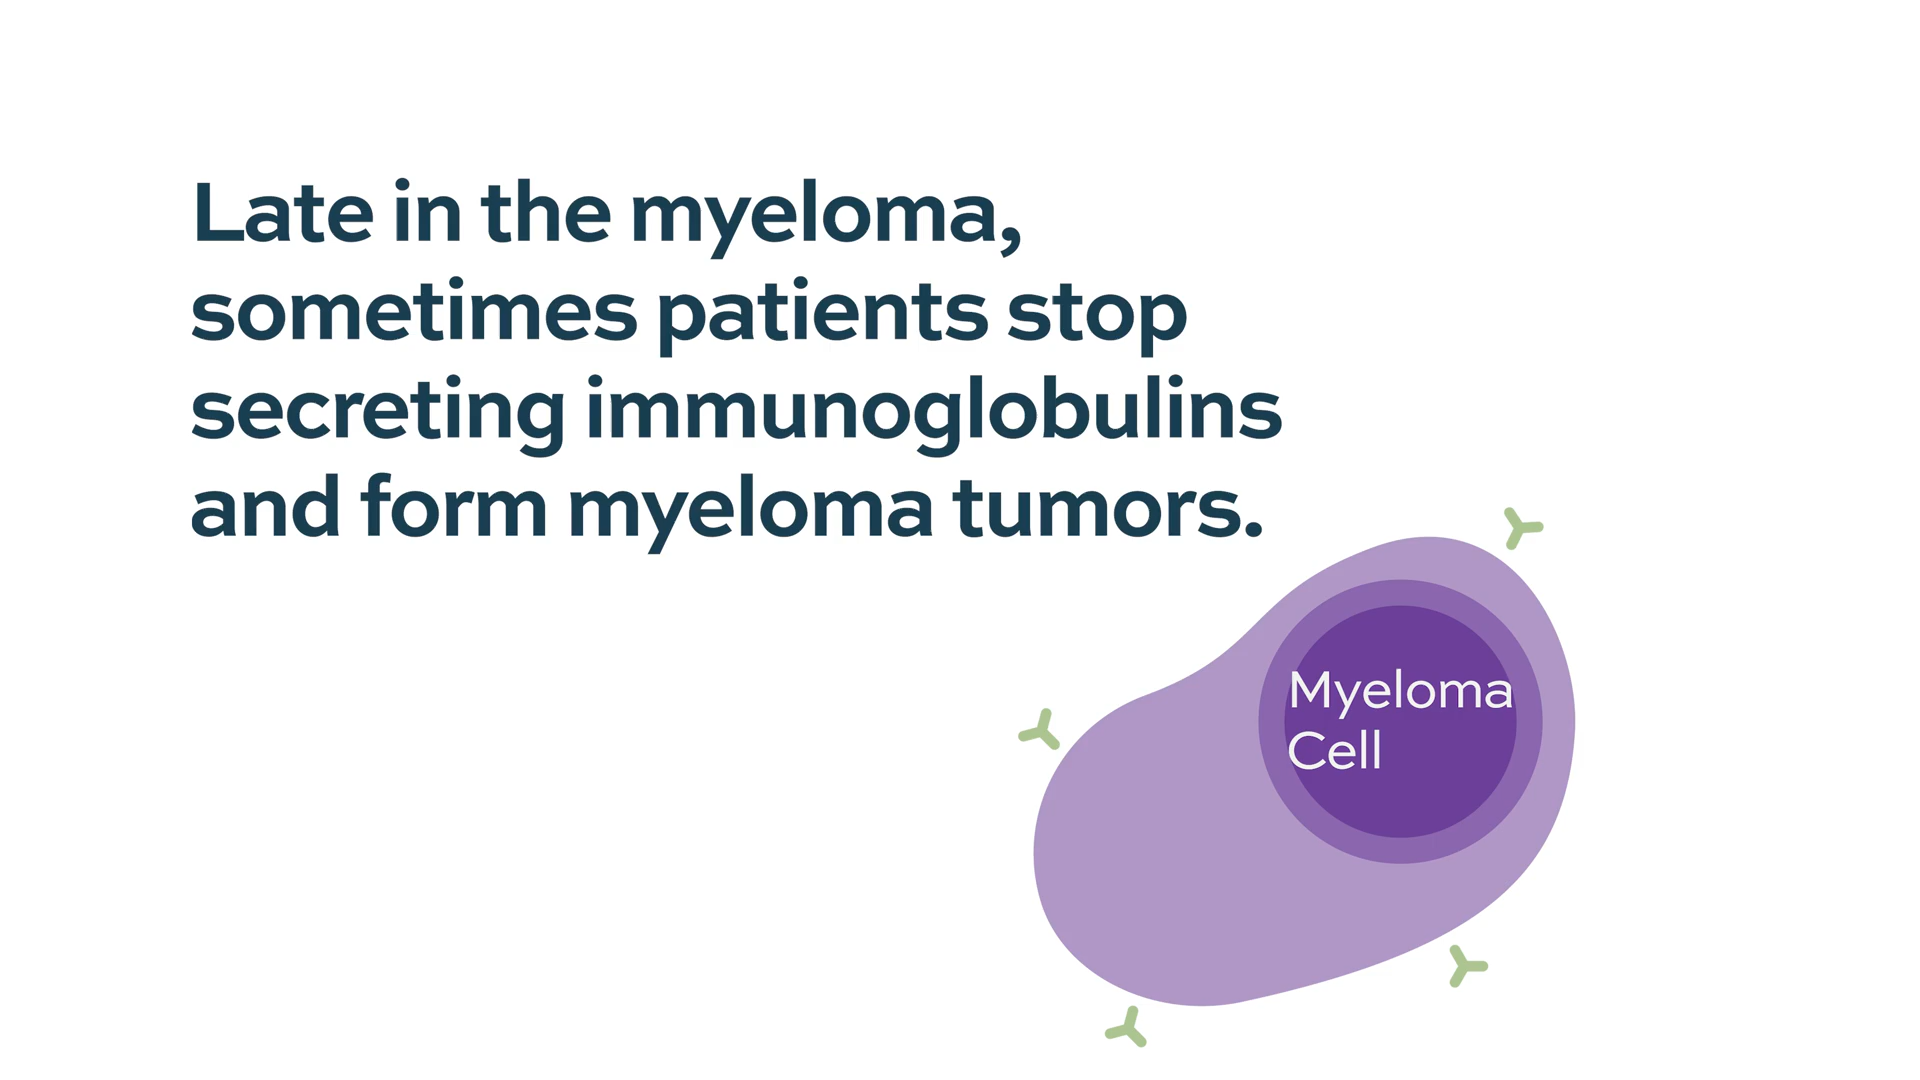 Late in the myeloma,
sometimes patients stop
secreting immunoglobulins
and form myeloma tumors.
Myeloma
Cell